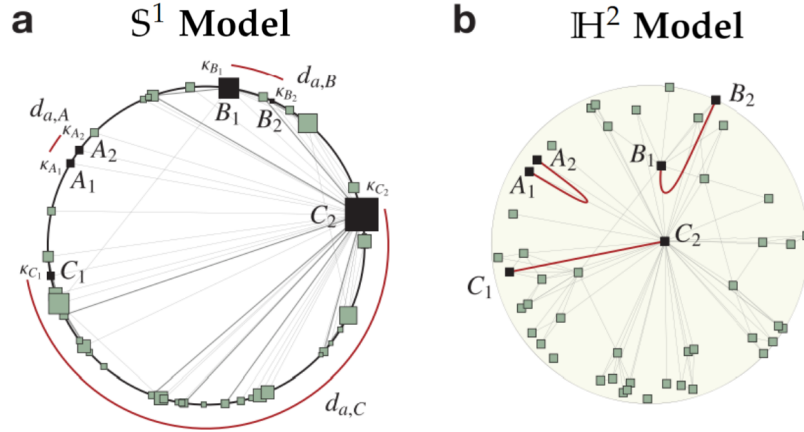 a
𝕊¹ Model
κ_{B₁}
d_{a,B}
κ_{B₂}
B₁
B₂
d_{a,A}
κ_{A₂}
A₂
κ_{A₁}
A₁
κ_{C₂}
C₂
κ_{C₁}
C₁
d_{a,C}
b
ℍ² Model
B₂
B₁
A₂
A₁
C₂
C₁